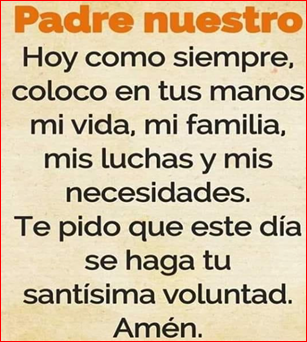 Padre nuestro
Hoy como siempre,
coloco en tus manos
mi vida, mi familia,
mis luchas y mis
necesidades.
Te pido que este día
se haga tu
santísima voluntad.
Amén.